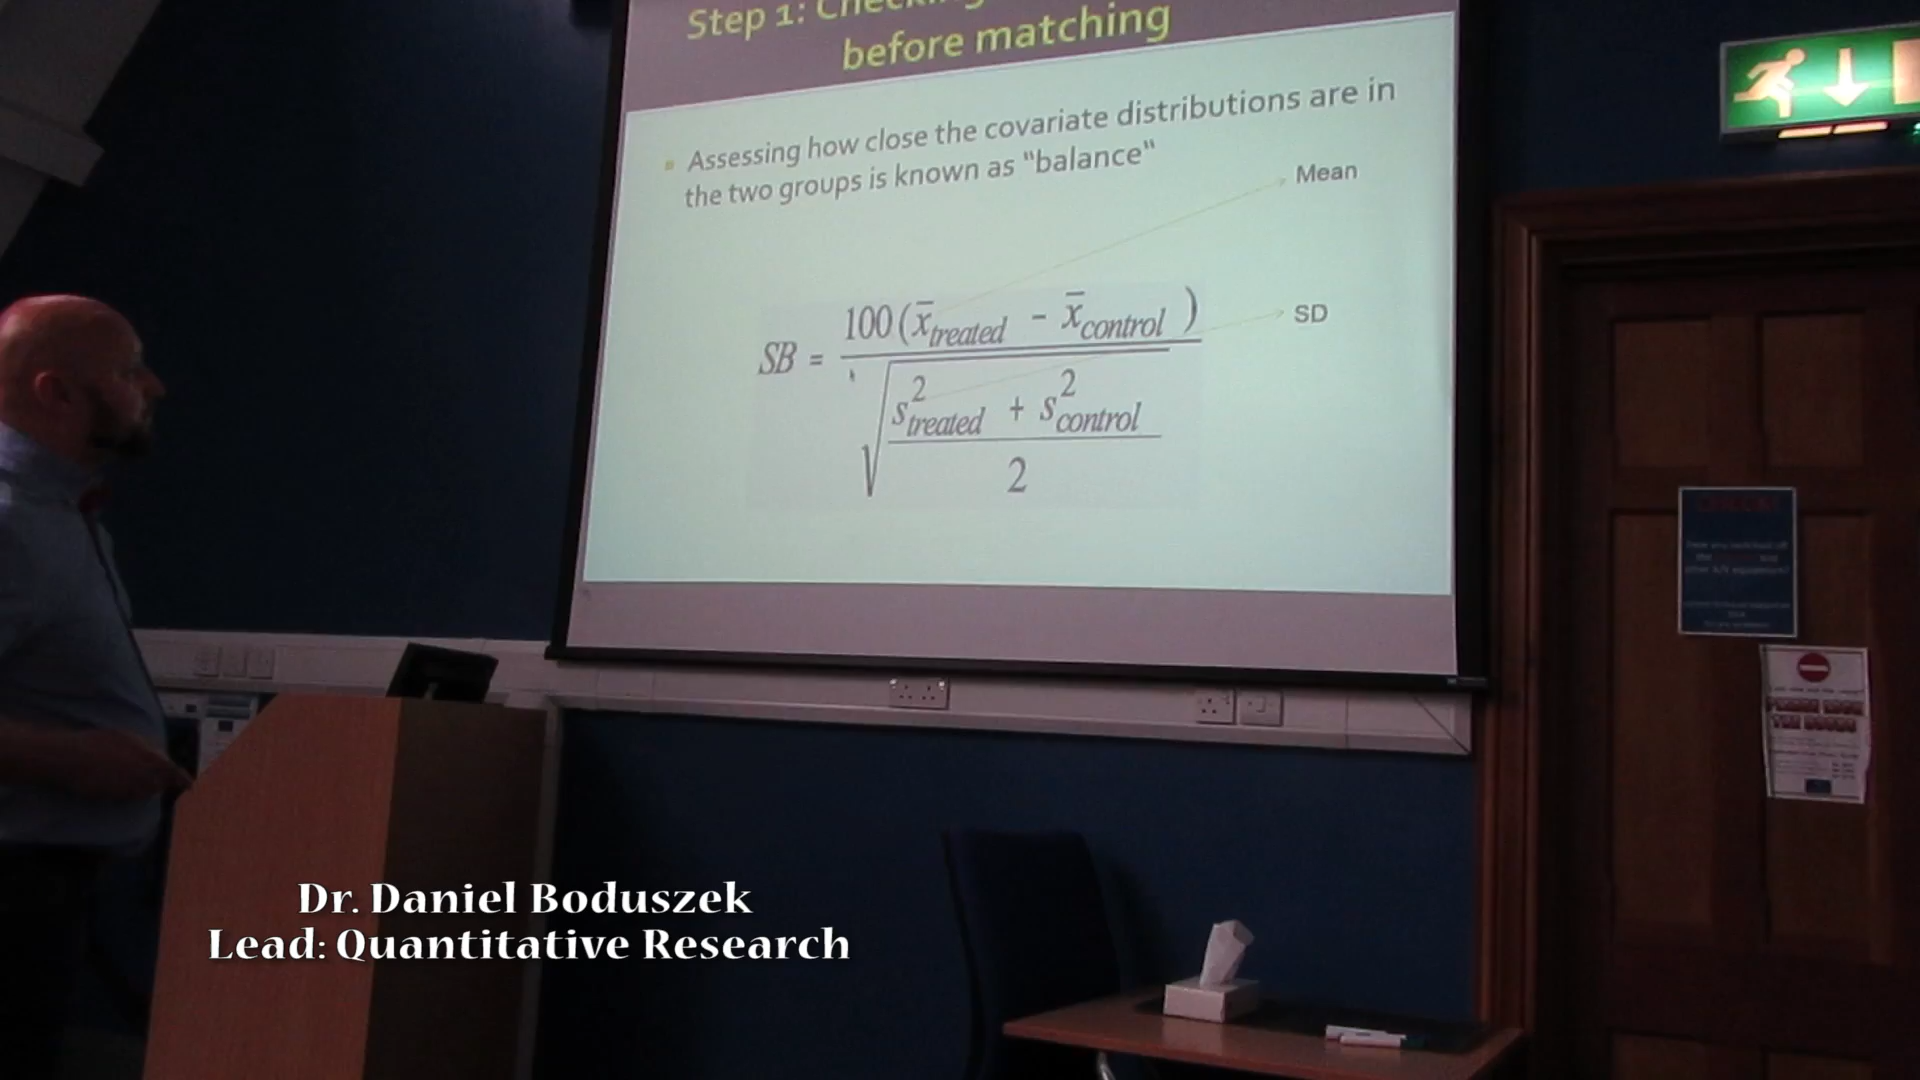 Step 1: Checking
before matching
Assessing how close the covariate distributions are in
the two groups is known as "balance"
Mean
SD
SB = 100 (x̄treated - x̄control) / √((s²treated + s²control) / 2)
Dr. Daniel Boduszek
Lead: Quantitative Research